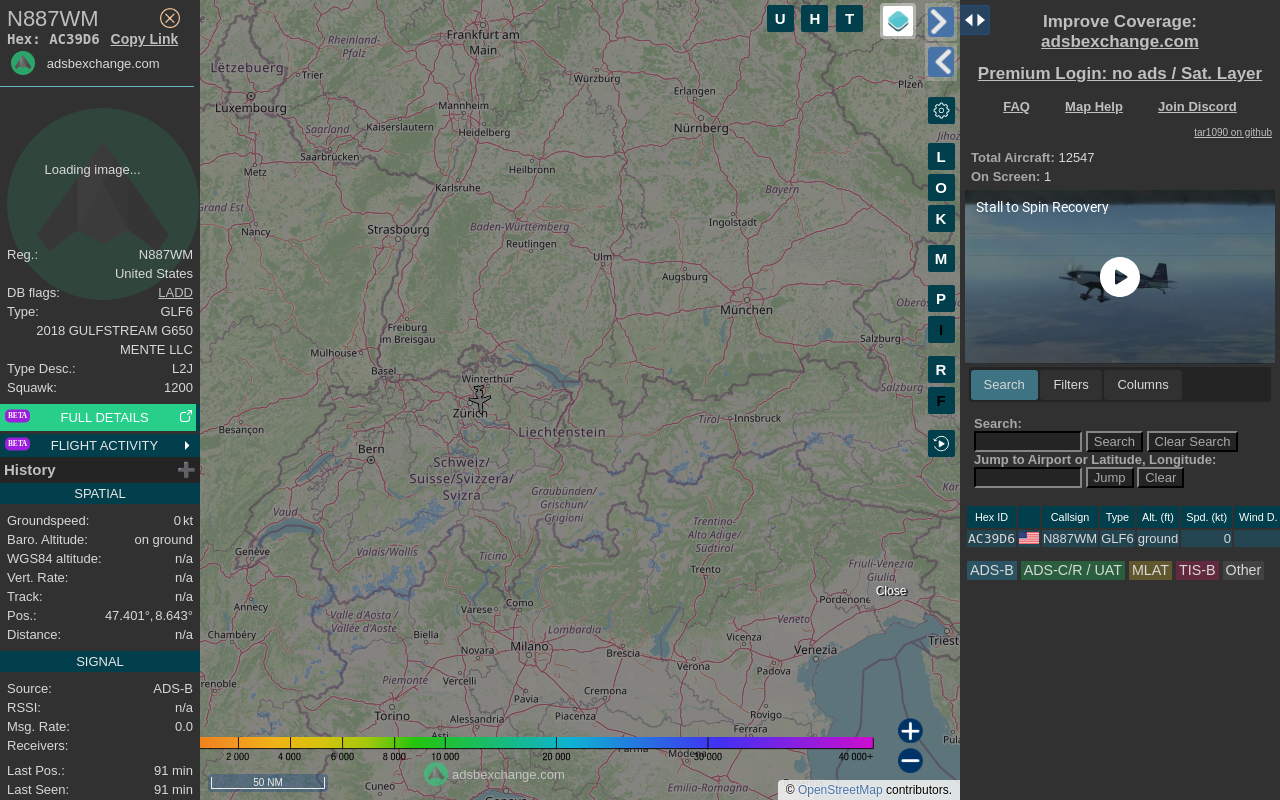 N887WM
Hex: AC39D6 Copy Link
adsbexchange.com
Loading image...
Reg.: N887WM
United States
DB flags: LADD
Type: GLF6
2018 GULFSTREAM G650
MENTE LLC
Type Desc.: L2J
Squawk: 1200
BETA FULL DETAILS
BETA FLIGHT ACTIVITY
History
SPATIAL
Groundspeed: 0 kt
Baro. Altitude: on ground
WGS84 altitude: n/a
Vert. Rate: n/a
Track: n/a
Pos.: 47.401°, 8.643°
Distance: n/a
SIGNAL
Source: ADS-B
RSSI: n/a
Msg. Rate: 0.0
Receivers:
Last Pos.: 91 min
Last Seen: 91 min
U H T
L
O
K
M
P
I
R
F
Frankfurt am
Main
Rheinland-
Pfalz
Lëtzebuerg
Trier
Luxembourg
Würzburg
Erlangen
Plzeň
Mannheim
Saarland
Kaiserslautern
Heidelberg
Nürnberg
Jihoz
Saarbrücken
Metz
Heilbronn
Karlsruhe
Bayern
Grand Est
Nancy
Strasbourg
Baden-Württemberg
Ingolstadt
Reutlingen
Ulm
Augsburg
München
Freiburg
im Breisgau
Salzburg
Mulhouse
Basel
Winterthur
Salzburg
Zürich
Tirol
Innsbruck
Besançon
Liechtenstein
Bern
Schweiz/
Suisse/Svizzera/
Svizra
Graubünden/
Grischun/
Grigioni
Vaud
Trentino-
Alto Adige/
Südtirol
Genève
Valais/Wallis
Ticino
Trento
Friuli-Venezia
Giulia
Close
Annecy
Varese
Como
Pordenone
Valle d'Aosta /
Vallée d'Aoste
Chambéry
Biella
Lombardia
Veneto
Vicenza
Triest
Novara
Milano
Brescia
Verona
Venezia
Padova
renoble
Piemonte
Vercelli
Cremona
Pavia
Torino
Alessandria
Piacenza
Rovigo
Ferrara
Asti
Parma
Modena
Pula
2 000 4 000 6 000 8 000 10 000 20 000 30 000 40 000+
50 NM
adsbexchange.com
Cuneo
Emilia-Romagna
Genova
© OpenStreetMap contributors.
Improve Coverage:
adsbexchange.com
Premium Login: no ads / Sat. Layer
FAQ Map Help Join Discord
tar1090 on github
Total Aircraft: 12547
On Screen: 1
Stall to Spin Recovery
Search Filters Columns
Search:
Search Clear Search
Jump to Airport or Latitude, Longitude:
Jump Clear
Hex ID Callsign Type Alt. (ft) Spd. (kt) Wind D.
AC39D6 N887WM GLF6 ground 0
ADS-B ADS-C/R / UAT MLAT TIS-B Other